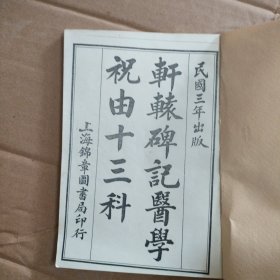 民國三年出版
軒轅碑記醫學
祝由十三科
上海錦章圖書局印行